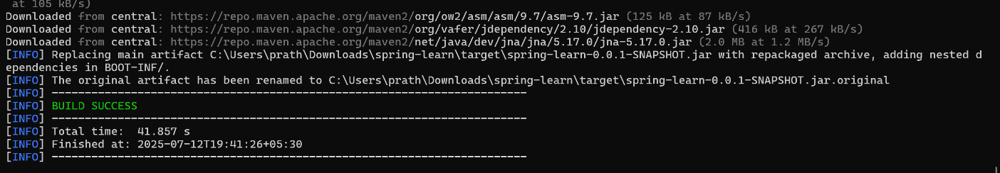 at 105 kB/s)
Downloaded from central: https://repo.maven.apache.org/maven2/org/ow2/asm/asm/9.7/asm-9.7.jar (125 kB at 87 kB/s)
Downloaded from central: https://repo.maven.apache.org/maven2/org/vafer/jdependency/2.10/jdependency-2.10.jar (416 kB at 267 kB/s)
Downloaded from central: https://repo.maven.apache.org/maven2/net/java/dev/jna/jna/5.17.0/jna-5.17.0.jar (2.0 MB at 1.2 MB/s)
[INFO] Replacing main artifact C:\Users\prath\Downloads\spring-learn\target\spring-learn-0.0.1-SNAPSHOT.jar with repackaged archive, adding nested d
ependencies in BOOT-INF/.
[INFO] The original artifact has been renamed to C:\Users\prath\Downloads\spring-learn\target\spring-learn-0.0.1-SNAPSHOT.jar.original
[INFO] ------------------------------------------------------------------------
[INFO] BUILD SUCCESS
[INFO] ------------------------------------------------------------------------
[INFO] Total time:  41.857 s
[INFO] Finished at: 2025-07-12T19:41:26+05:30
[INFO] ------------------------------------------------------------------------